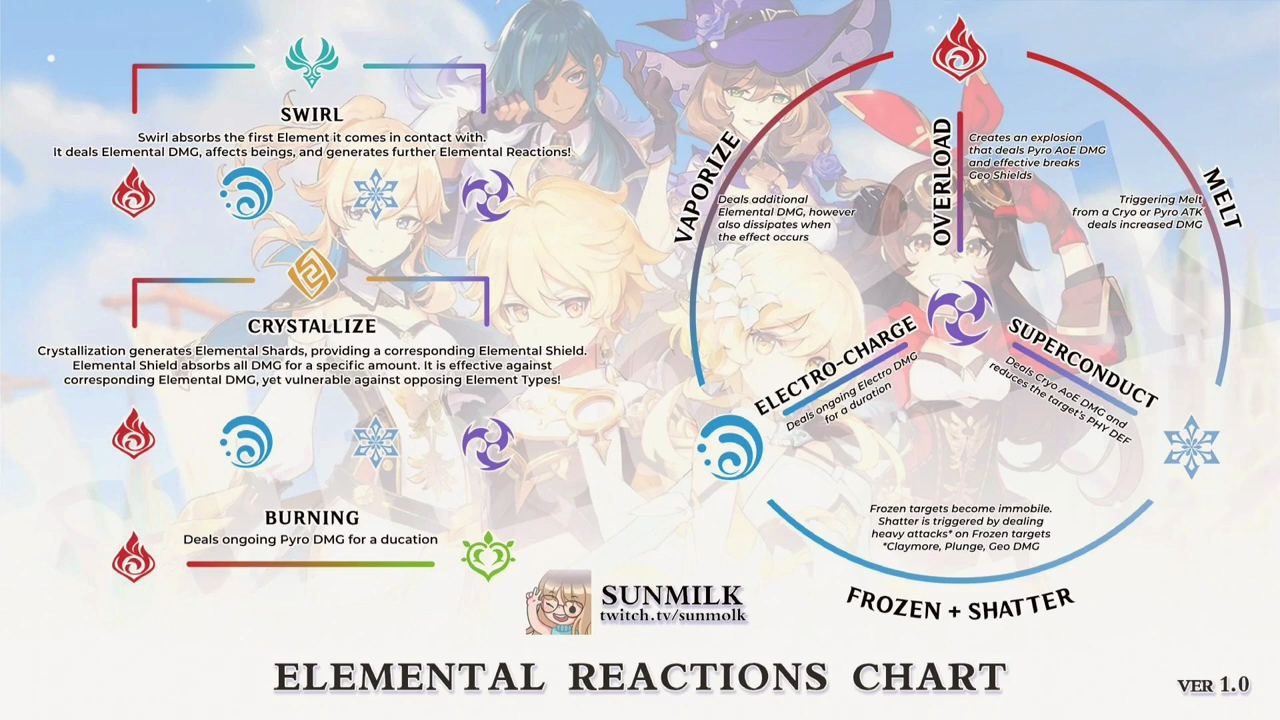 SWIRL
Swirl absorbs the first Element it comes in contact with.
It deals Elemental DMG, affects beings, and generates further Elemental Reactions!
CRYSTALLIZE
Crystallization generates Elemental Shards, providing a corresponding Elemental Shield.
Elemental Shield absorbs all DMG for a specific amount. It is effective against
corresponding Elemental DMG, yet vulnerable against opposing Element Types!
BURNING
Deals ongoing Pyro DMG for a ducation
VAPORIZE
Deals additional
Elemental DMG, however
also dissipates when
the effect occurs
OVERLOAD
Creates an explosion
that deals Pyro AoE DMG
and effective breaks
Geo Shields
MELT
Triggering Melt
from a Cryo or Pyro ATK
deals increased DMG
ELECTRO-CHARGE
Deals ongoing Electro DMG
for a duration
SUPERCONDUCT
Deals Cryo AoE DMG and
reduces the target's PHY DEF
Frozen targets become immobile.
Shatter is triggered by dealing
heavy attacks* on Frozen targets
*Claymore, Plunge, Geo DMG
FROZEN + SHATTER
SUNMILK
twitch.tv/sunmolk
ELEMENTAL REACTIONS CHART
VER 1.0